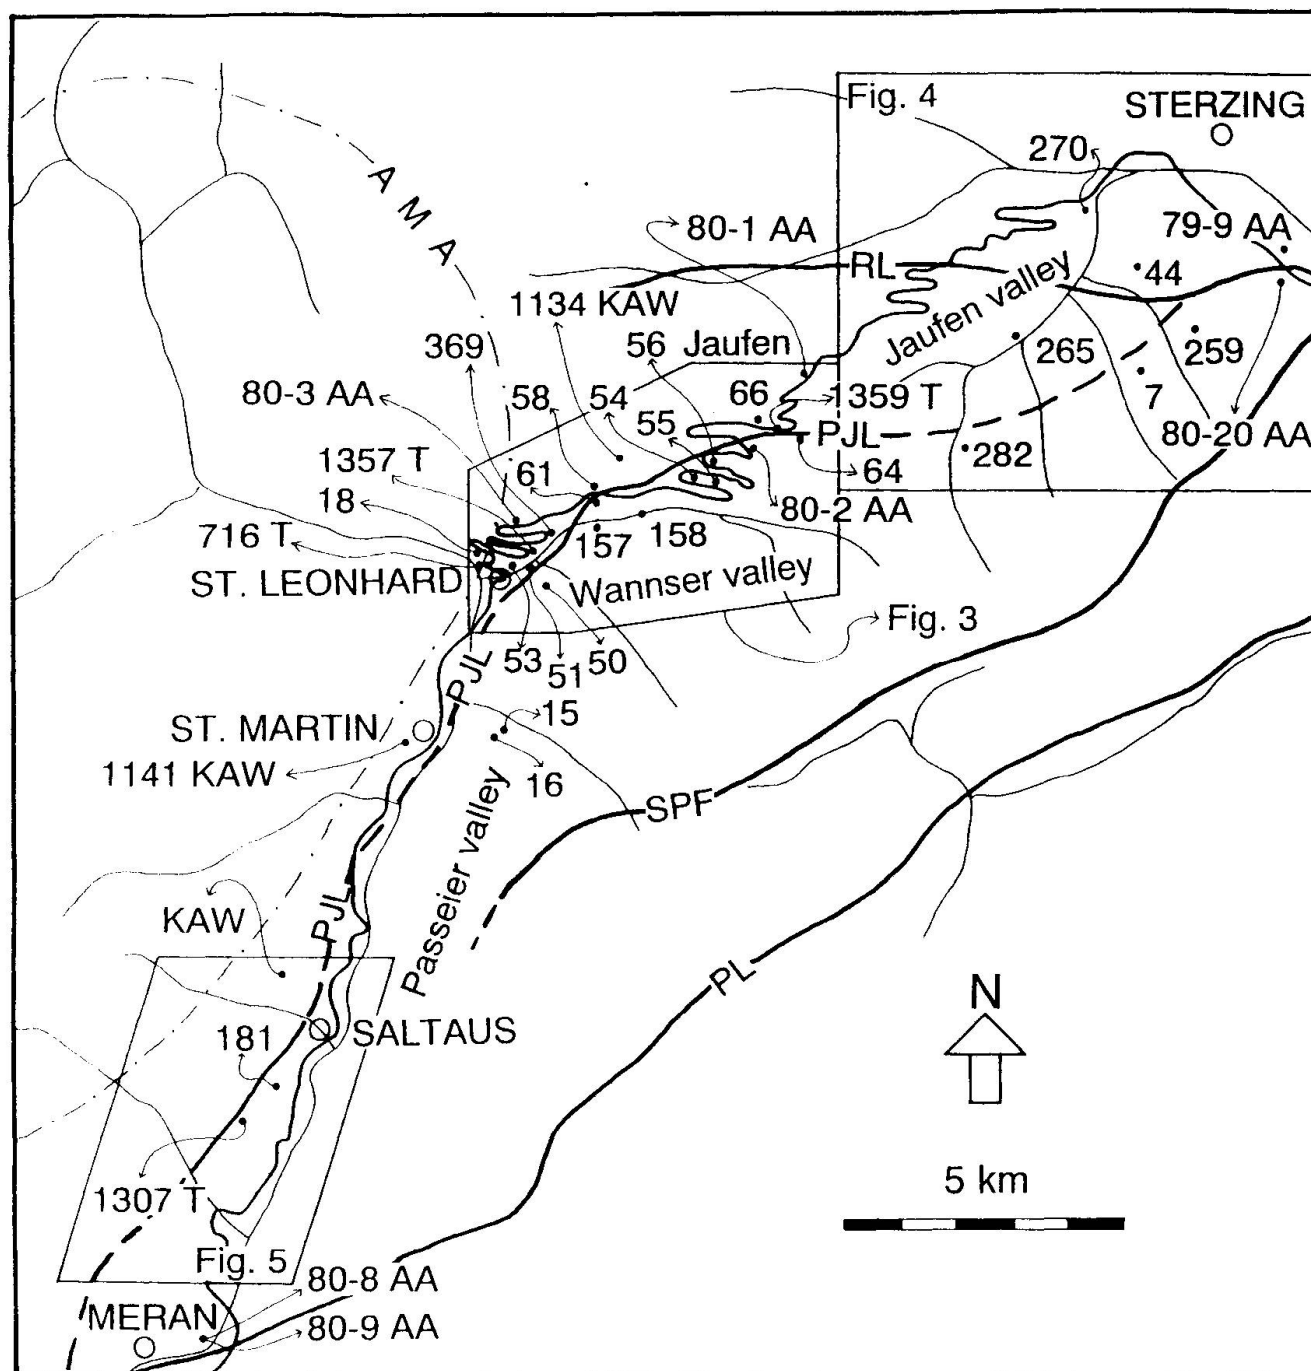 Fig. 4
STERZING
270
AMA
80-1 AA
79-9 AA
RL
44
1134 KAW
Jaufen valley
369
56
Jaufen
265
259
80-3 AA
58
54
66
1359 T
7
55
PJL
80-20 AA
1357 T
61
282
64
18
80-2 AA
716 T
157
158
ST. LEONHARD
Wannser valley
Fig. 3
53
51
50
PJL
15
ST. MARTIN
1141 KAW
16
SPF
Passeier valley
KAW
PJL
PL
N
181
SALTAUS
5 km
1307 T
Fig. 5
80-8 AA
MERAN
80-9 AA